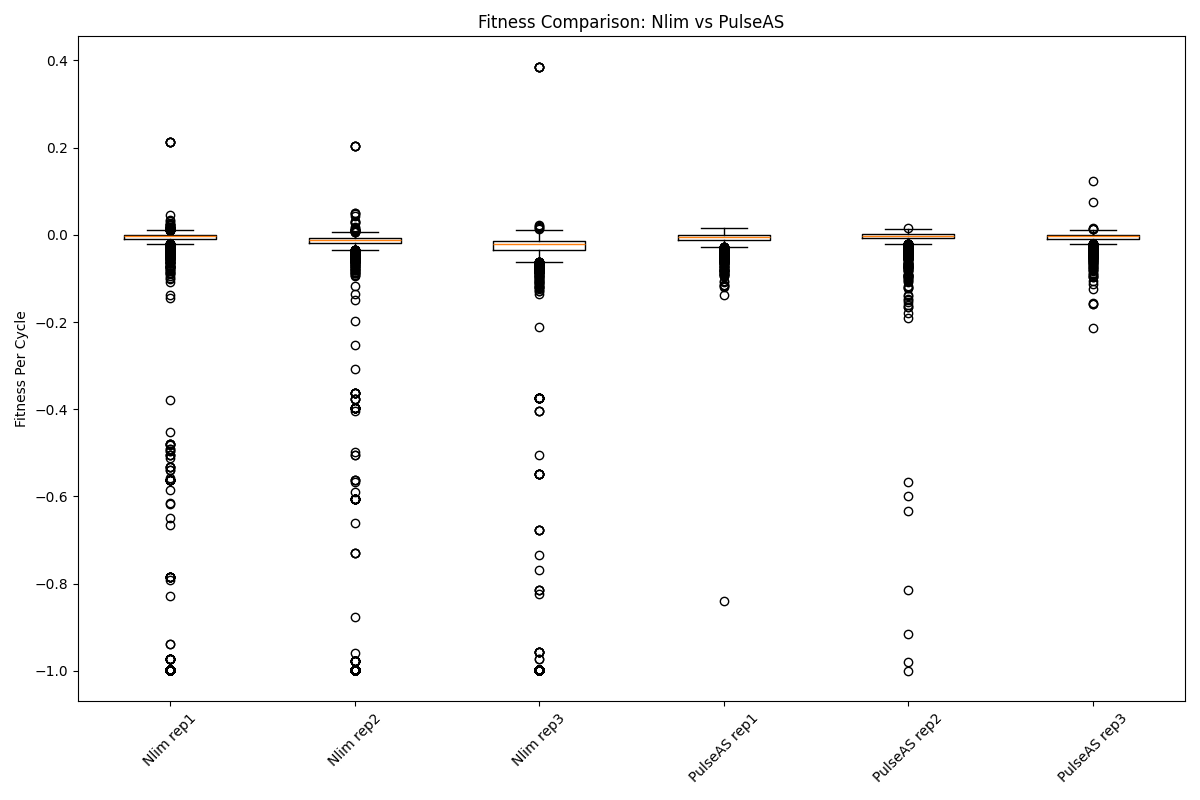 Fitness Comparison: Nlim vs PulseAS
Fitness Per Cycle
0.4
0.2
0.0
−0.2
−0.4
−0.6
−0.8
−1.0
Nlim rep1
Nlim rep2
Nlim rep3
PulseAS rep1
PulseAS rep2
PulseAS rep3